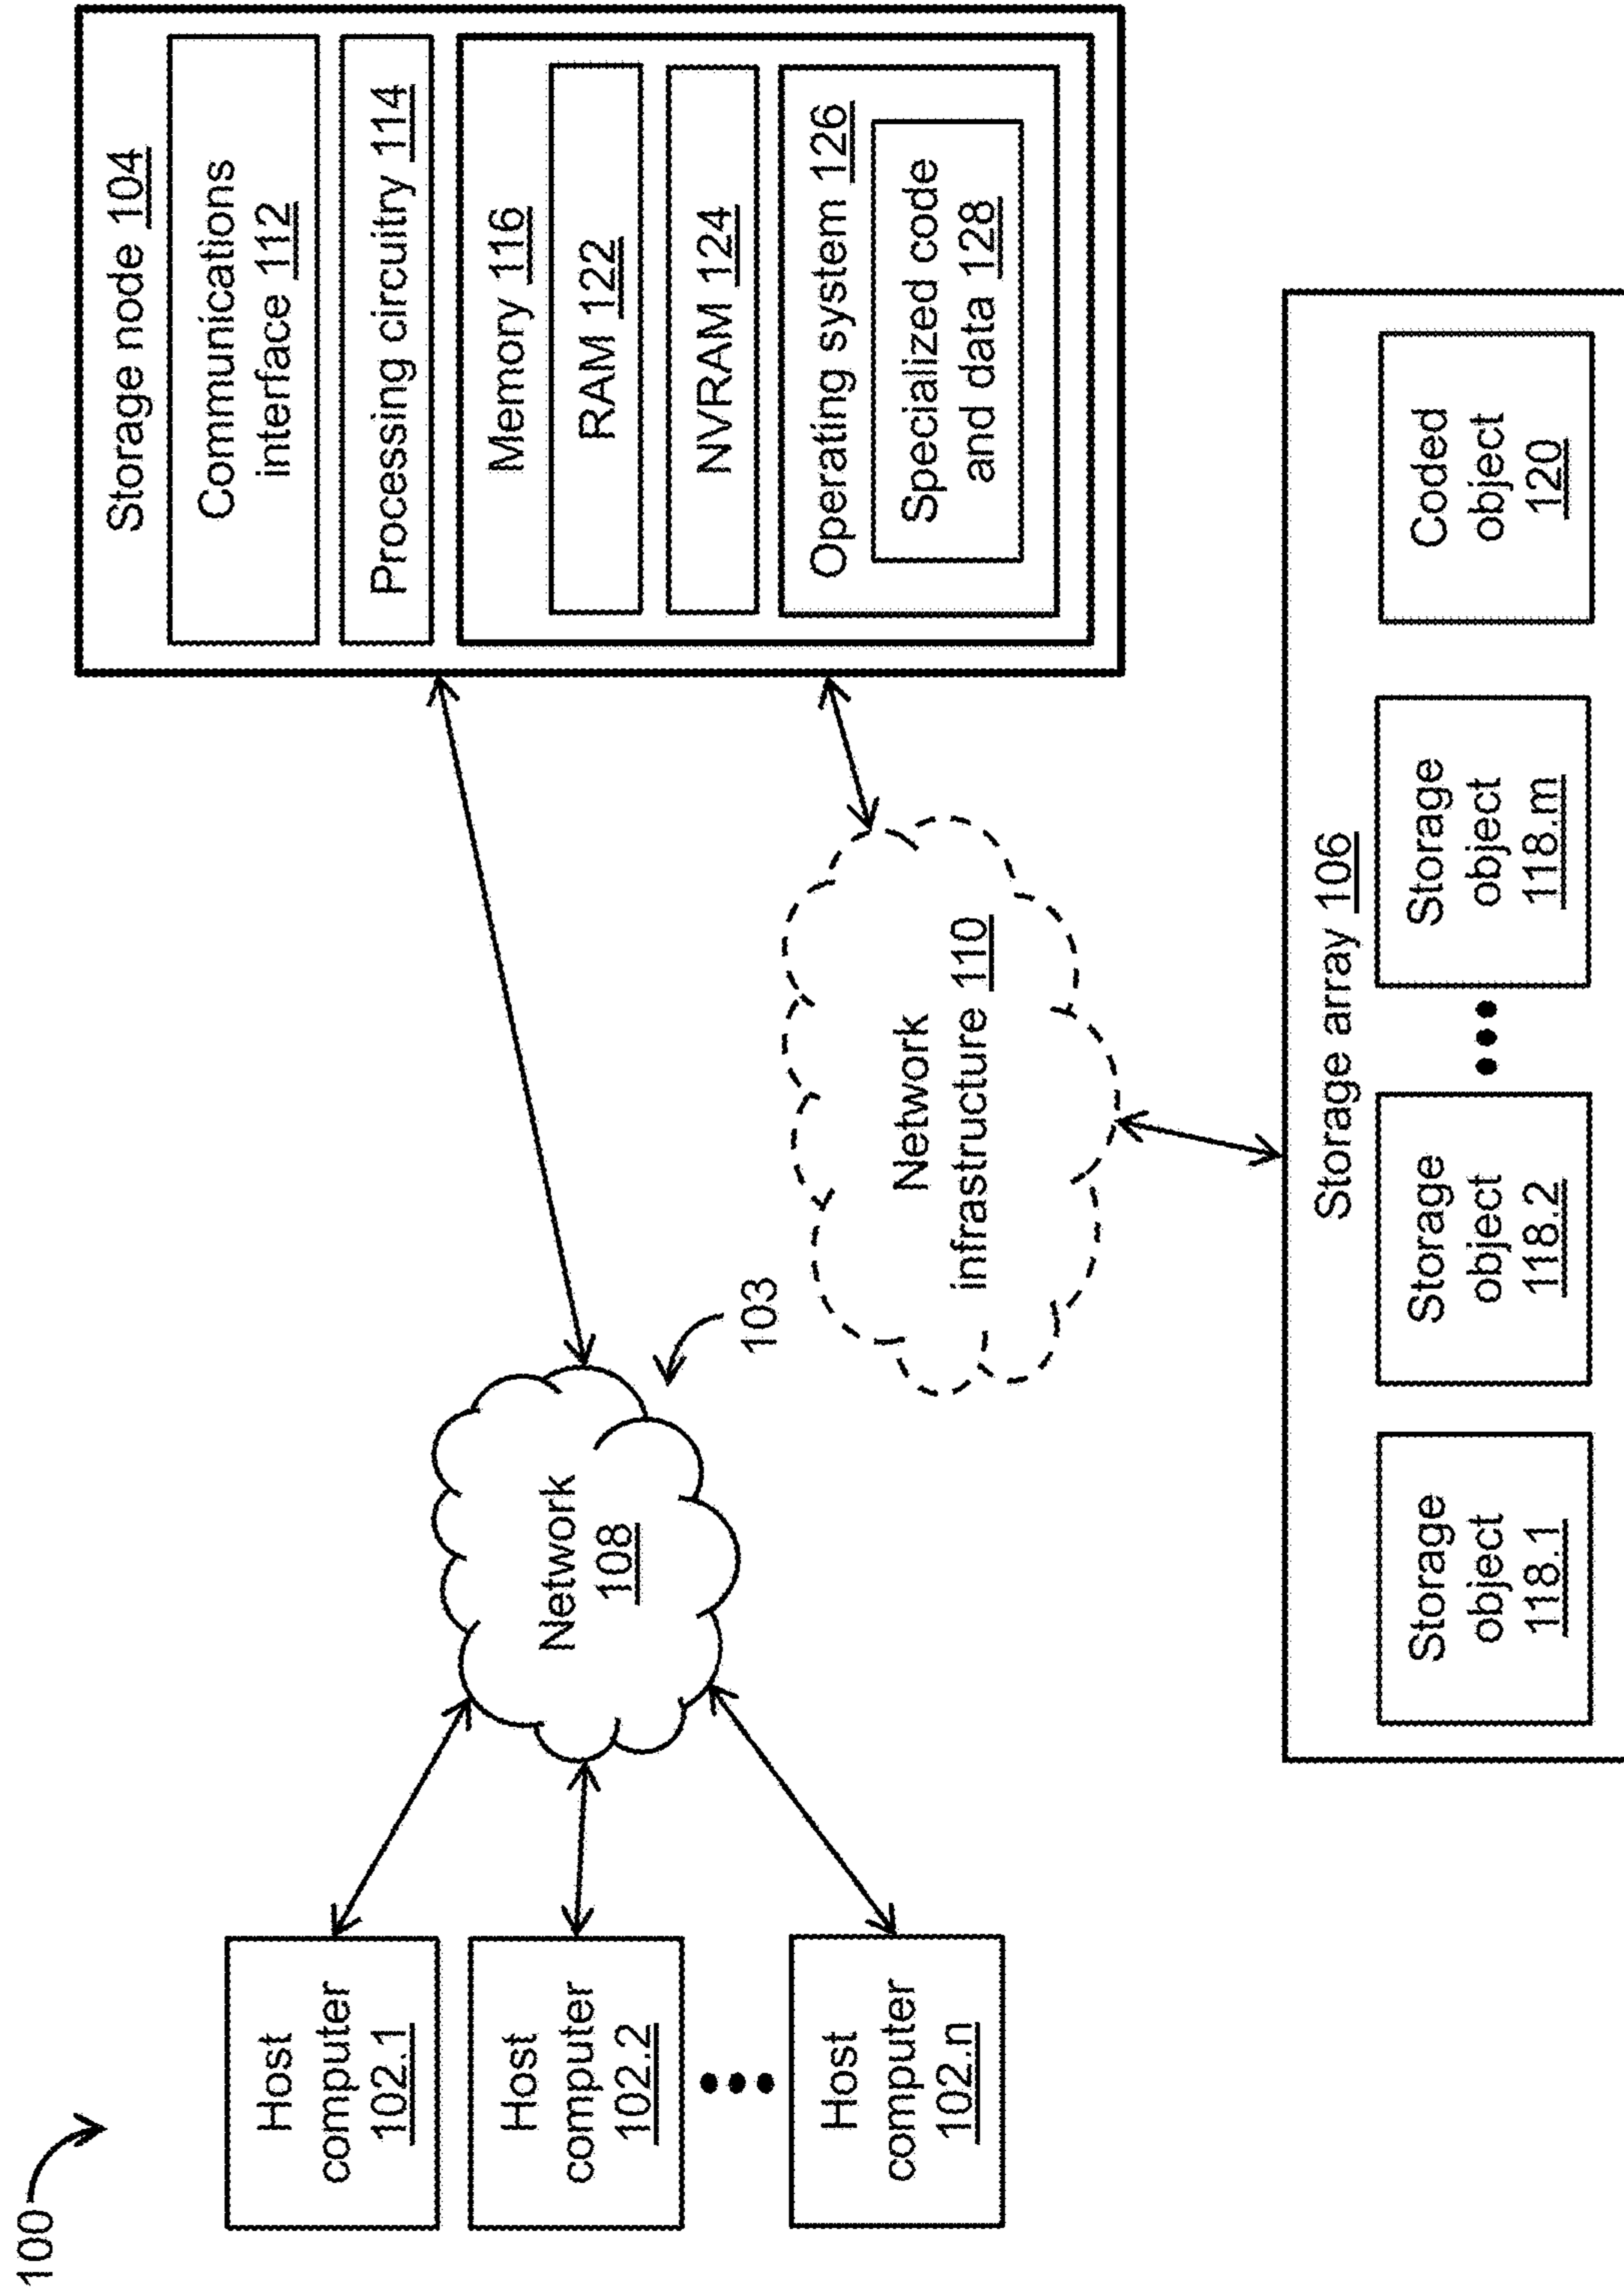 100
Host
computer
102.1
Host
computer
102.2
Host
computer
102.n
Network
108
103
Storage node 104
Communications
interface 112
Processing circuitry 114
Memory 116
RAM 122
NVRAM 124
Operating system 126
Specialized code
and data 128
Network
infrastructure 110
Storage array 106
Storage
object
118.1
Storage
object
118.2
Storage
object
118.m
Coded
object
120